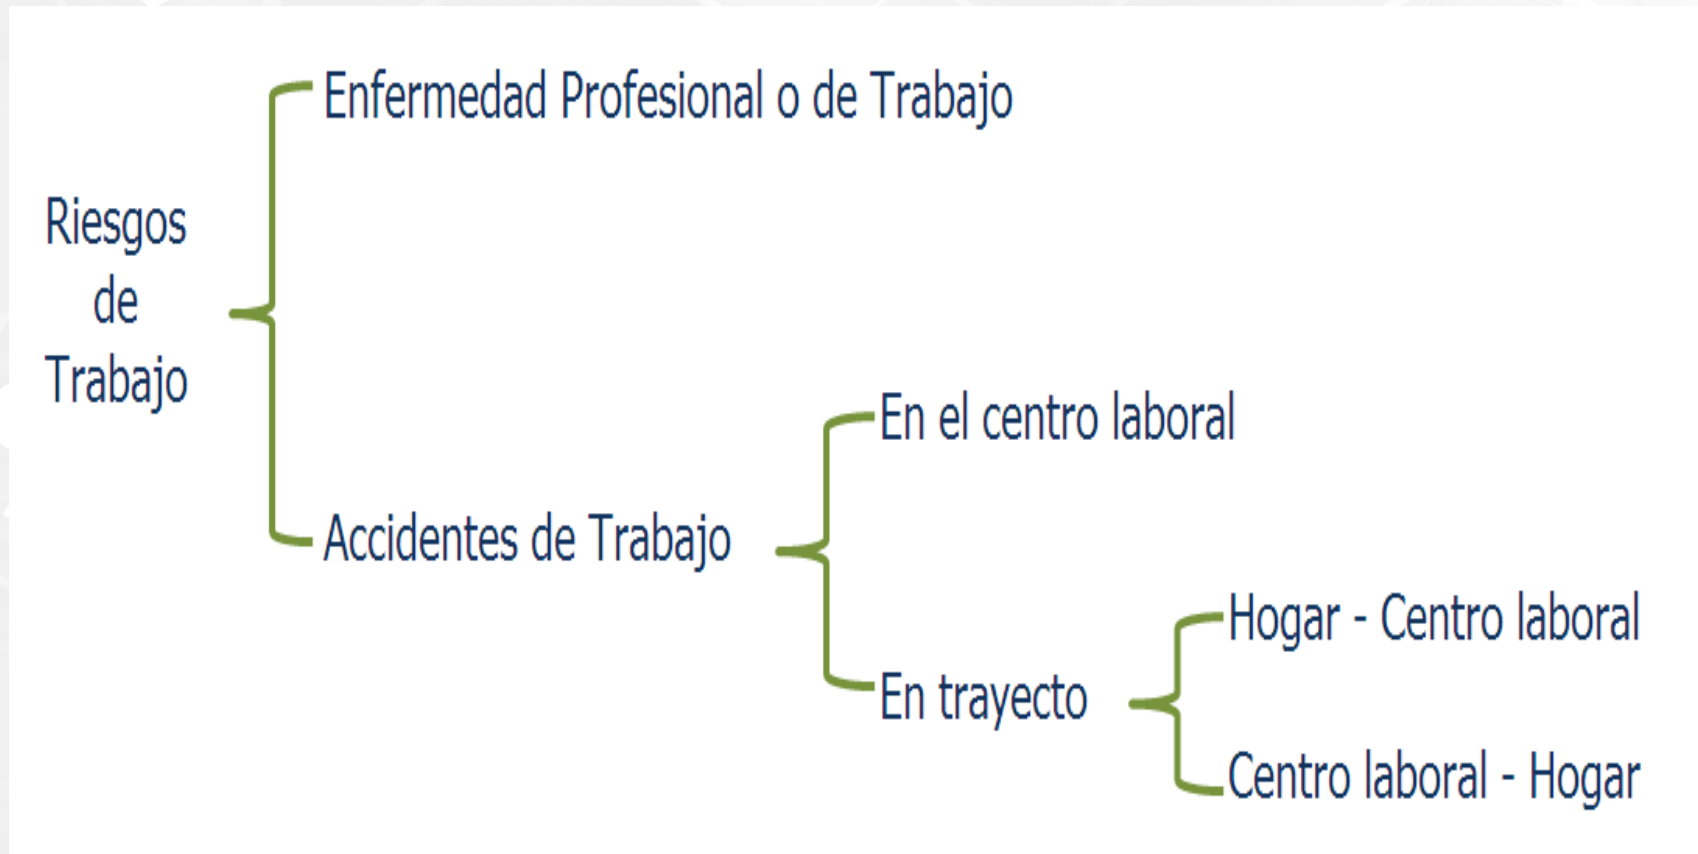 Enfermedad Profesional o de Trabajo
Riesgos
de
Trabajo
En el centro laboral
Accidentes de Trabajo
Hogar - Centro laboral
En trayecto
Centro laboral - Hogar